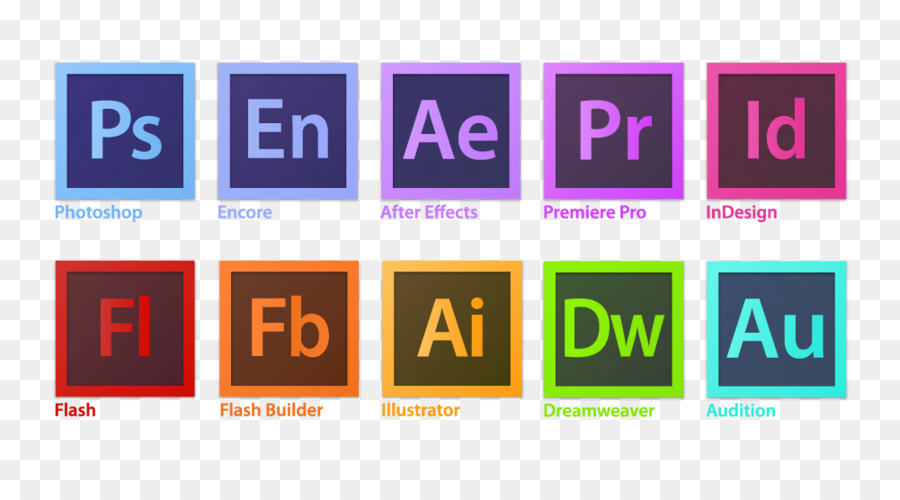 Ps En Ae Pr Id
Photoshop Encore After Effects Premiere Pro InDesign
Fl Fb Ai Dw Au
Flash Flash Builder Illustrator Dreamweaver Audition